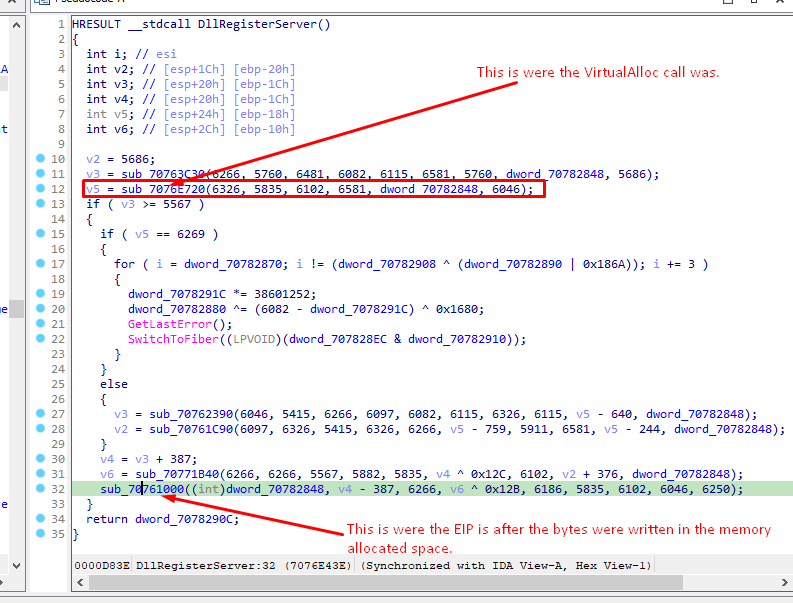 Pseudocode-A
1 HRESULT __stdcall DllRegisterServer()
2 {
3 int i; // esi
4 int v2; // [esp+1Ch] [ebp-20h]
5 int v3; // [esp+20h] [ebp-1Ch]
6 int v4; // [esp+20h] [ebp-1Ch]
7 int v5; // [esp+24h] [ebp-18h]
8 int v6; // [esp+2Ch] [ebp-10h]
9
10 v2 = 5686;
11 v3 = sub_70763C30(6266, 5760, 6481, 6082, 6115, 6581, 5760, dword_70782848, 5686);
12 v5 = sub_7076E720(6326, 5835, 6102, 6581, dword_70782848, 6046);
13 if ( v3 >= 5567 )
14 {
15 if ( v5 == 6269 )
16 {
17 for ( i = dword_70782870; i != (dword_70782908 ^ (dword_70782890 | 0x186A)); i += 3 )
18 {
19 dword_7078291C *= 38601252;
20 dword_70782880 ^= (6082 - dword_7078291C) ^ 0x1680;
21 GetLastError();
22 SwitchToFiber((LPVOID)(dword_707828EC & dword_70782910));
23 }
24 }
25 else
26 {
27 v3 = sub_70762390(6046, 5415, 6266, 6097, 6082, 6115, 6326, 6115, v5 - 640, dword_70782848);
28 v2 = sub_70761C90(6097, 6326, 5415, 6326, 6266, v5 - 759, 5911, 6581, v5 - 244, dword_70782848);
29 }
30 v4 = v3 + 387;
31 v6 = sub_70771B40(6266, 6266, 5567, 5882, 5835, v4 ^ 0x12C, 6102, v2 + 376, dword_70782848);
32 sub_70761000((int)dword_70782848, v4 - 387, 6266, v6 ^ 0x12B, 6186, 5835, 6102, 6046, 6250);
33 }
34 return dword_7078290C;
35 }
This is were the VirtualAlloc call was.
This is were the EIP is after the bytes were written in the memory
allocated space.
0000D83E DllRegisterServer:32 (7076E43E) (Synchronized with IDA View-A, Hex View-1)